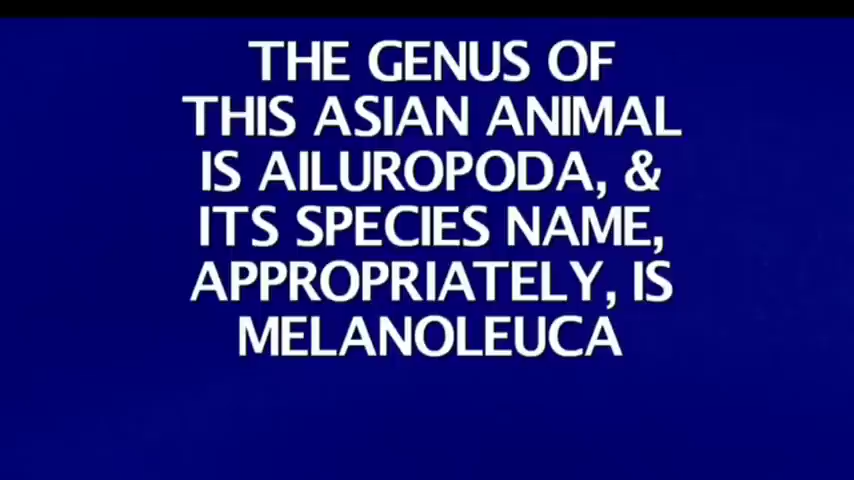 THE GENUS OF
THIS ASIAN ANIMAL
IS AILUROPODA, &
ITS SPECIES NAME,
APPROPRIATELY, IS
MELANOLEUCA